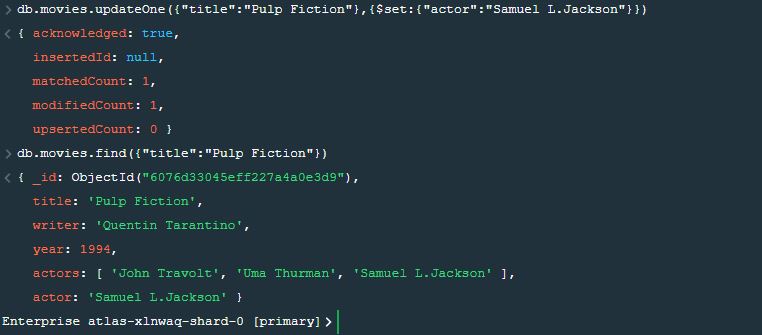 > db.movies.updateOne({"title":"Pulp Fiction"},{$set:{"actor":"Samuel L.Jackson"}})
< { acknowledged: true,
insertedId: null,
matchedCount: 1,
modifiedCount: 1,
upsertedCount: 0 }
> db.movies.find({"title":"Pulp Fiction"})
< { _id: ObjectId("6076d33045eff227a4a0e3d9"),
title: 'Pulp Fiction',
writer: 'Quentin Tarantino',
year: 1994,
actors: [ 'John Travolt', 'Uma Thurman', 'Samuel L.Jackson' ],
actor: 'Samuel L.Jackson' }
Enterprise atlas-xlnwaq-shard-0 [primary]>